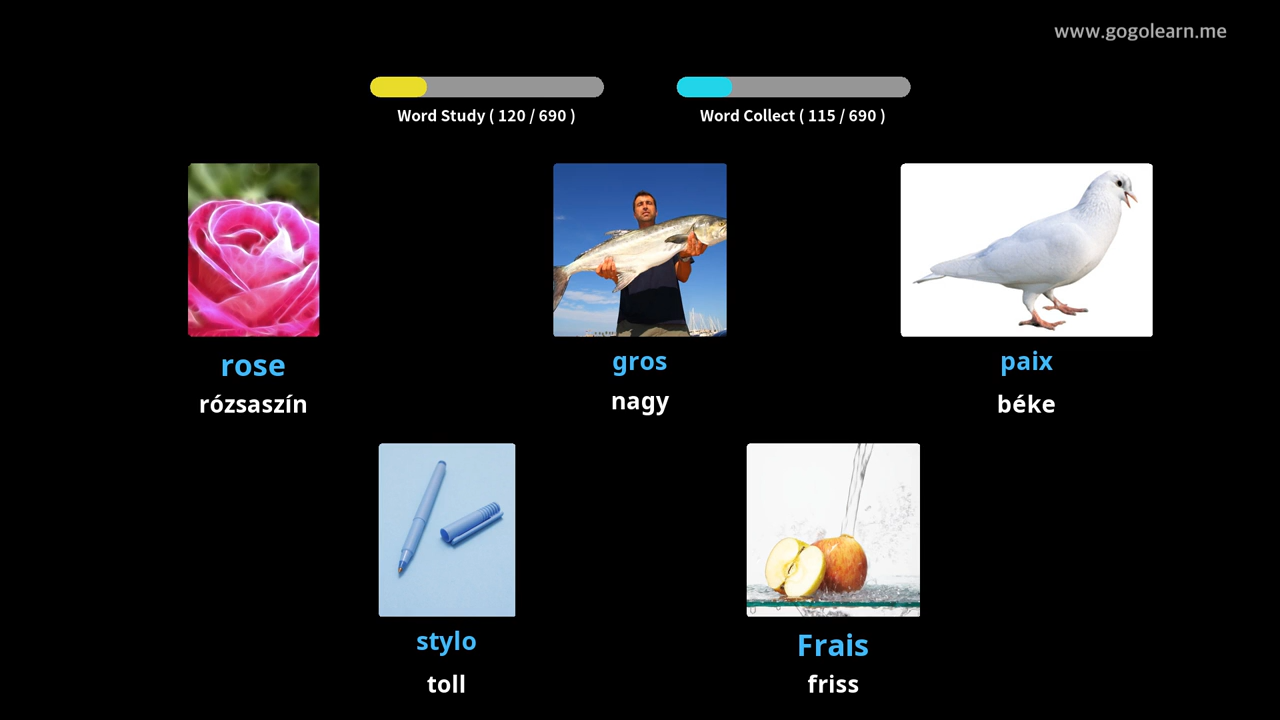 www.gogolearn.me
Word Study ( 120 / 690 )
Word Collect ( 115 / 690 )
rose
rózsaszín
gros
nagy
paix
béke
stylo
toll
Frais
friss